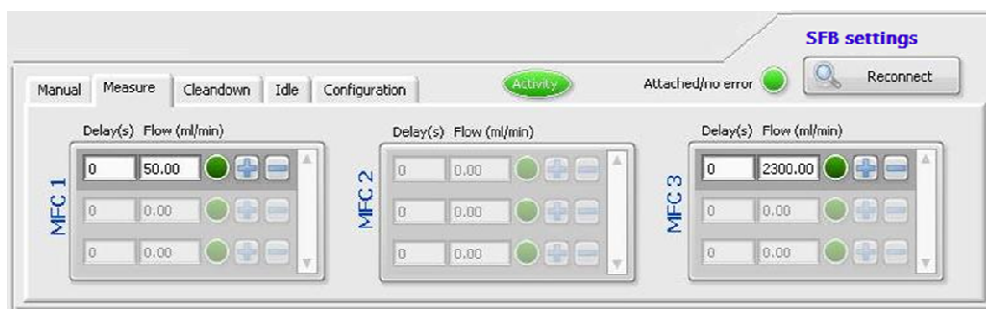 SFB settings
Manual Measure Cleandown Idle Configuration Activity Attached/no error Reconnect
Delay(s) Flow (ml/min) Delay(s) Flow (ml/min) Delay(s) Flow (ml/min)
MFC 1 MFC 2 MFC 3
0 50.00 0 0.00 0 2300.00
0 0.00 0 0.00 0 0.00
0 0.00 0 0.00 0 0.00